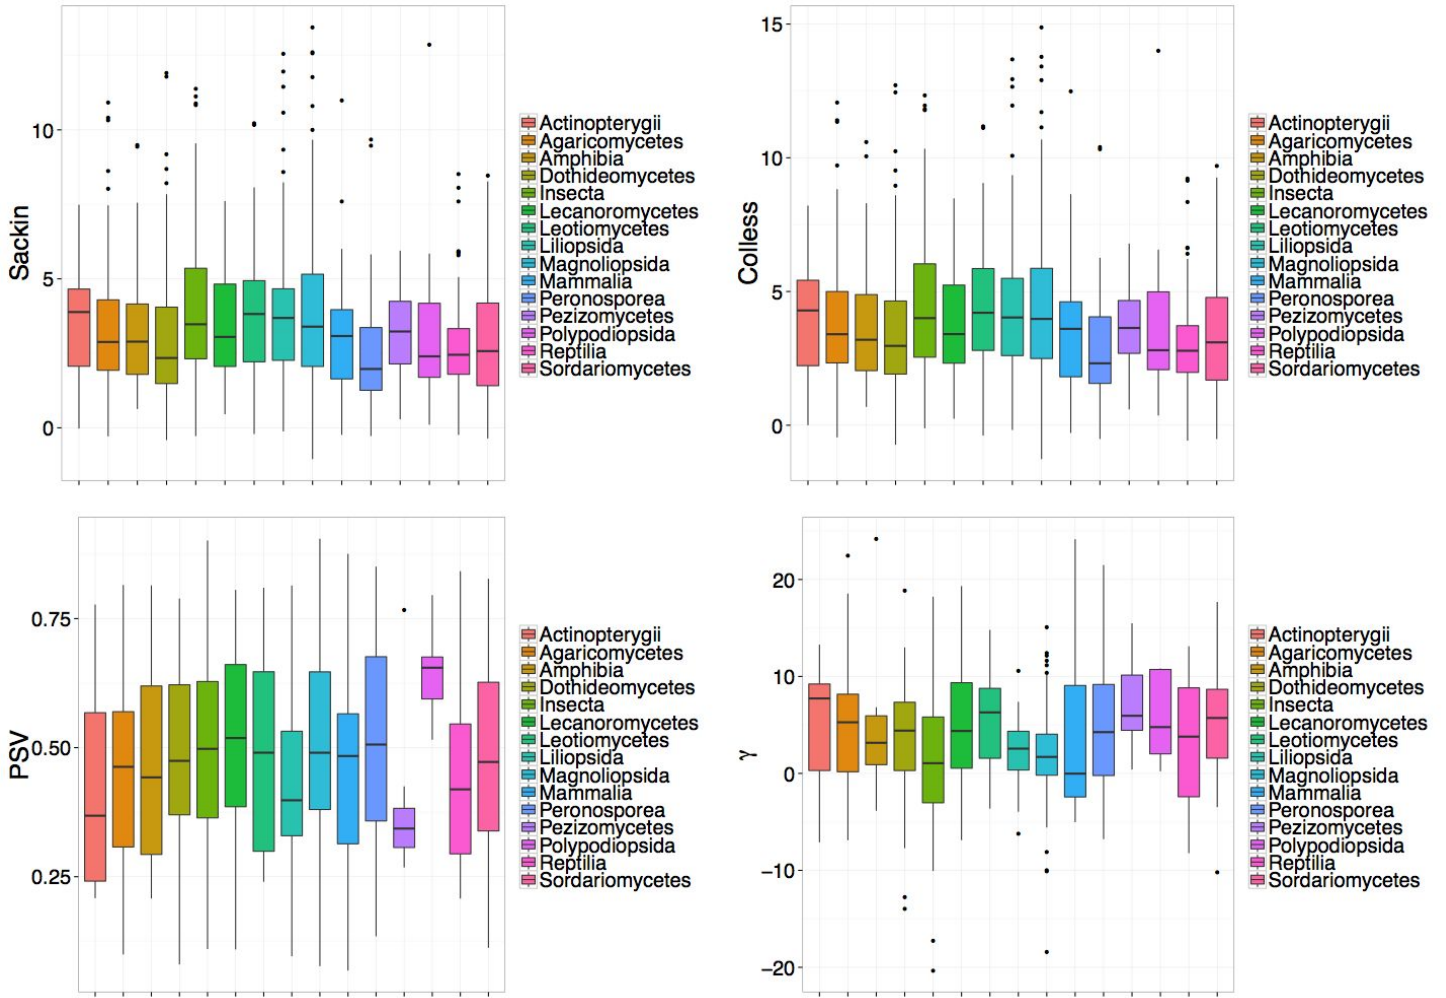 Sackin
10
5
0
Actinopterygii
Agaricomycetes
Amphibia
Dothideomycetes
Insecta
Lecanoromycetes
Leotiomycetes
Liliopsida
Magnoliopsida
Mammalia
Peronosporea
Pezizomycetes
Polypodiopsida
Reptilia
Sordariomycetes
Colless
15
10
5
0
Actinopterygii
Agaricomycetes
Amphibia
Dothideomycetes
Insecta
Lecanoromycetes
Leotiomycetes
Liliopsida
Magnoliopsida
Mammalia
Peronosporea
Pezizomycetes
Polypodiopsida
Reptilia
Sordariomycetes
PSV
0.75
0.50
0.25
Actinopterygii
Agaricomycetes
Amphibia
Dothideomycetes
Insecta
Lecanoromycetes
Leotiomycetes
Liliopsida
Magnoliopsida
Mammalia
Peronosporea
Pezizomycetes
Polypodiopsida
Reptilia
Sordariomycetes
γ
20
10
0
−10
−20
Actinopterygii
Agaricomycetes
Amphibia
Dothideomycetes
Insecta
Lecanoromycetes
Leotiomycetes
Liliopsida
Magnoliopsida
Mammalia
Peronosporea
Pezizomycetes
Polypodiopsida
Reptilia
Sordariomycetes